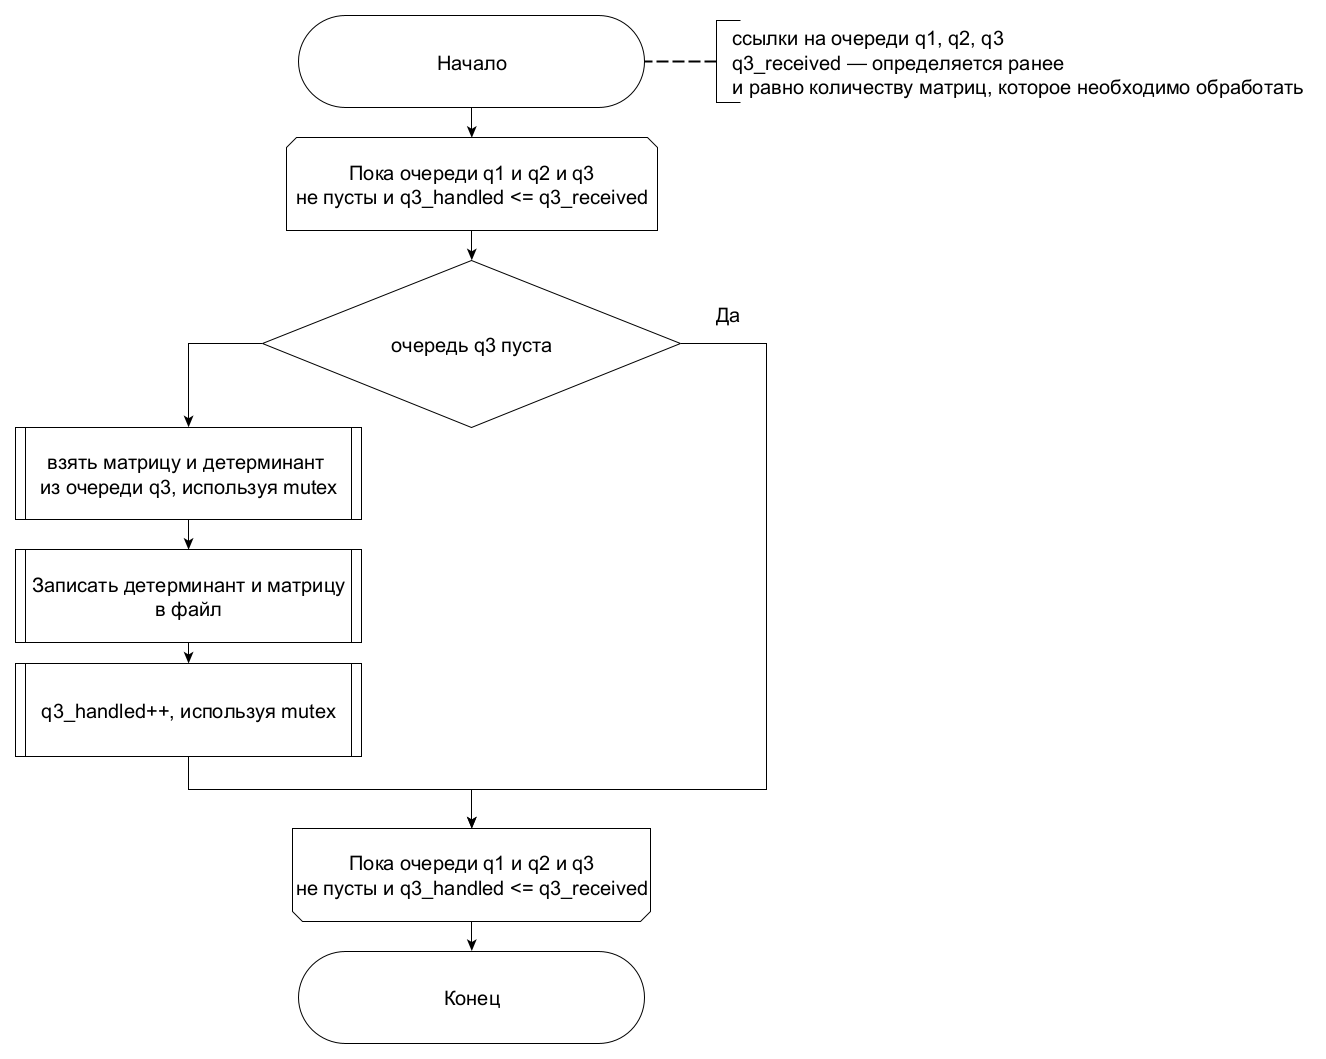 Начало
ссылки на очереди q1, q2, q3
q3_received — определяется ранее
и равно количеству матриц, которое необходимо обработать
Пока очереди q1 и q2 и q3
не пусты и q3_handled <= q3_received
Да
очередь q3 пуста
взять матрицу и детерминант
из очереди q3, используя mutex
Записать детерминант и матрицу
в файл
q3_handled++, используя mutex
Пока очереди q1 и q2 и q3
не пусты и q3_handled <= q3_received
Конец